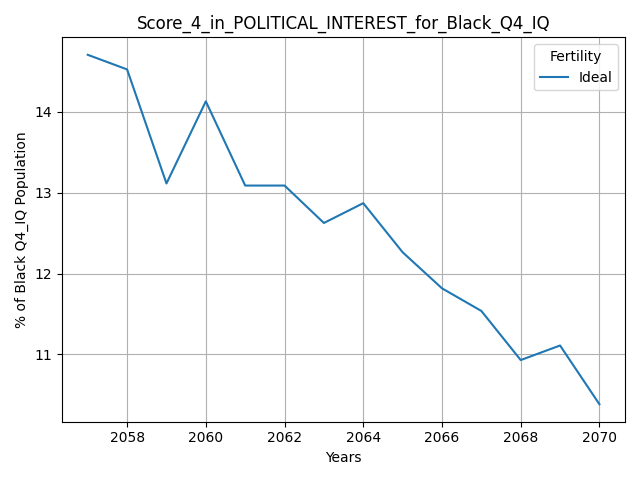 Score_4_in_POLITICAL_INTEREST_for_Black_Q4_IQ
Fertility
Ideal
% of Black Q4_IQ Population
14
13
12
11
2058 2060 2062 2064 2066 2068 2070
Years